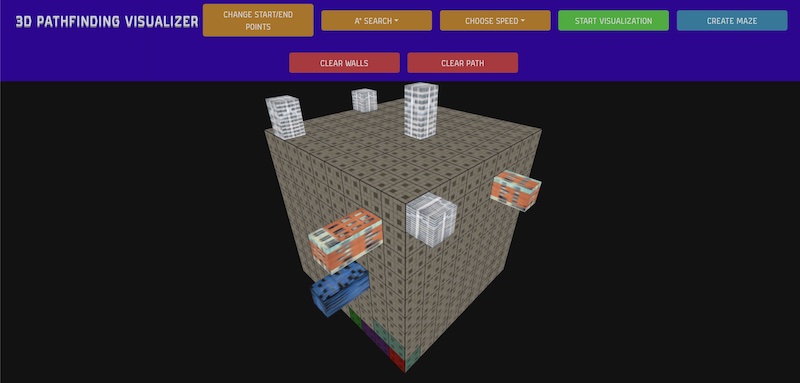 3D PATHFINDING VISUALIZER
CHANGE START/END
POINTS
A* SEARCH
CHOOSE SPEED
START VISUALIZATION
CREATE MAZE
CLEAR WALLS
CLEAR PATH